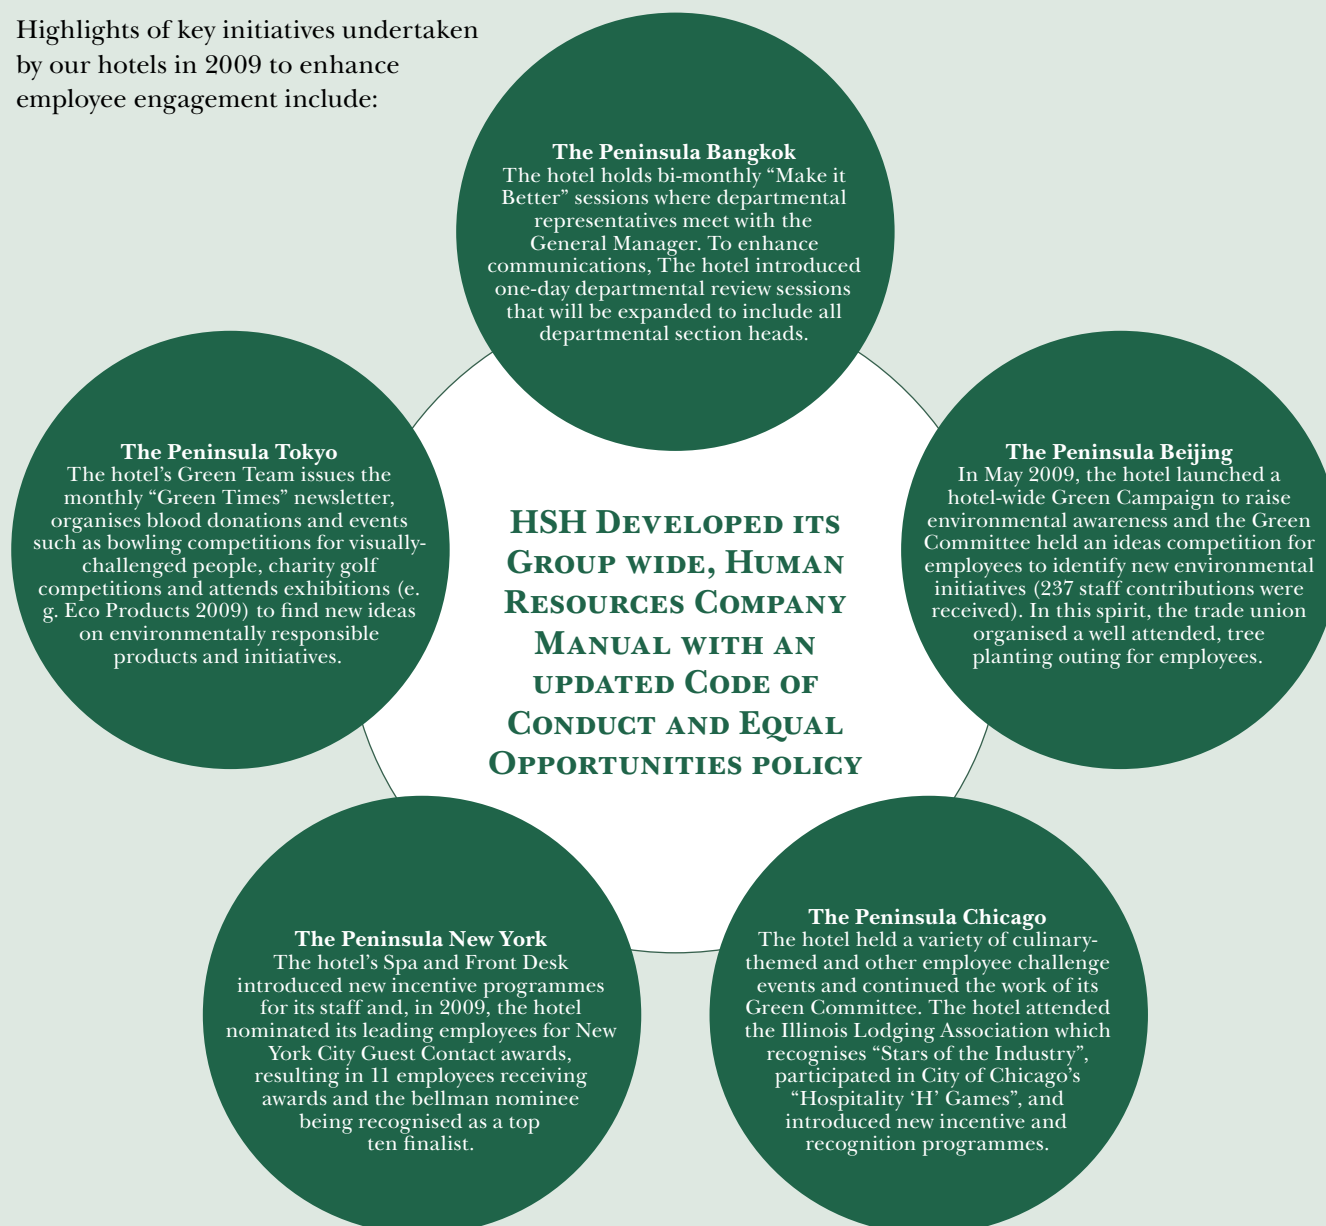 Highlights of key initiatives undertaken
by our hotels in 2009 to enhance
employee engagement include:
The Peninsula Bangkok
The hotel holds bi-monthly “Make it
Better” sessions where departmental
representatives meet with the
General Manager. To enhance
communications, The hotel introduced
one-day departmental review sessions
that will be expanded to include all
departmental section heads.
The Peninsula Tokyo
The hotel’s Green Team issues the
monthly “Green Times” newsletter,
organises blood donations and events
such as bowling competitions for visually-
challenged people, charity golf
competitions and attends exhibitions (e.
g. Eco Products 2009) to find new ideas
on environmentally responsible
products and initiatives.
The Peninsula Beijing
In May 2009, the hotel launched a
hotel-wide Green Campaign to raise
environmental awareness and the Green
Committee held an ideas competition for
employees to identify new environmental
initiatives (237 staff contributions were
received). In this spirit, the trade union
organised a well attended, tree
planting outing for employees.
HSH Developed its
Group wide, Human
Resources Company
Manual with an
updated Code of
Conduct and Equal
Opportunities policy
The Peninsula New York
The hotel’s Spa and Front Desk
introduced new incentive programmes
for its staff and, in 2009, the hotel
nominated its leading employees for New
York City Guest Contact awards,
resulting in 11 employees receiving
awards and the bellman nominee
being recognised as a top
ten finalist.
The Peninsula Chicago
The hotel held a variety of culinary-
themed and other employee challenge
events and continued the work of its
Green Committee. The hotel attended
the Illinois Lodging Association which
recognises “Stars of the Industry”,
participated in City of Chicago’s
“Hospitality ‘H’ Games”, and
introduced new incentive and
recognition programmes.